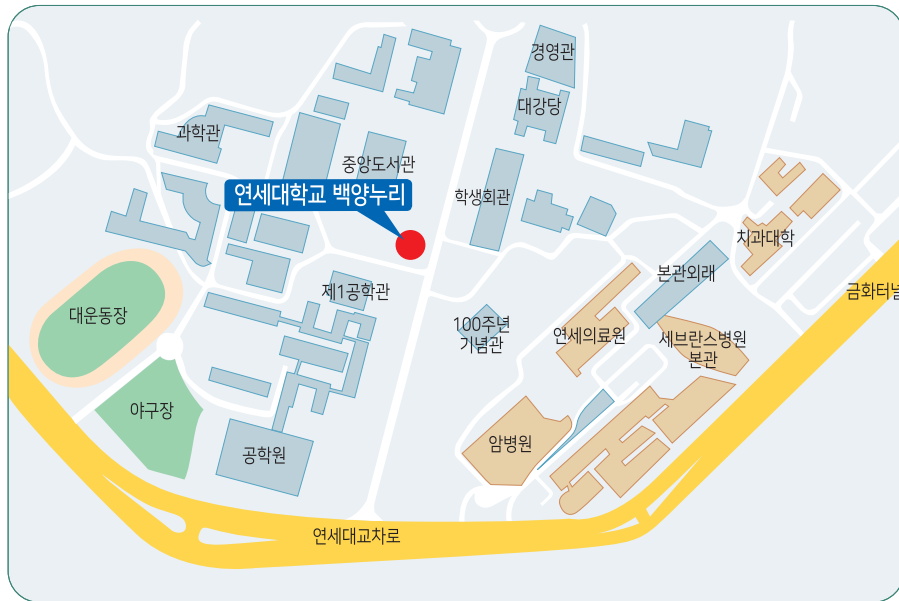 경영관
대강당
과학관
중앙도서관
연세대학교 백양누리
학생회관
치과대학
본관외래
제1공학관
금화터널
대운동장
100주년
기념관
연세의료원
세브란스병원
본관
야구장
암병원
공학원
연세대교차로